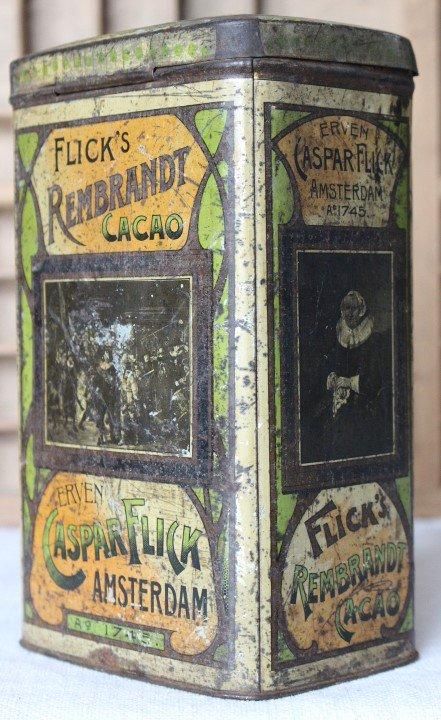 FLICK'S
REMBRANDT
CACAO
ERVEN
CASPAR FLICK
AMSTERDAM
Ao 1745.
ERVEN
CASPAR FLICK
AMSTERDAM
Ao 1745.
FLICK'S
REMBRANDT
CACAO